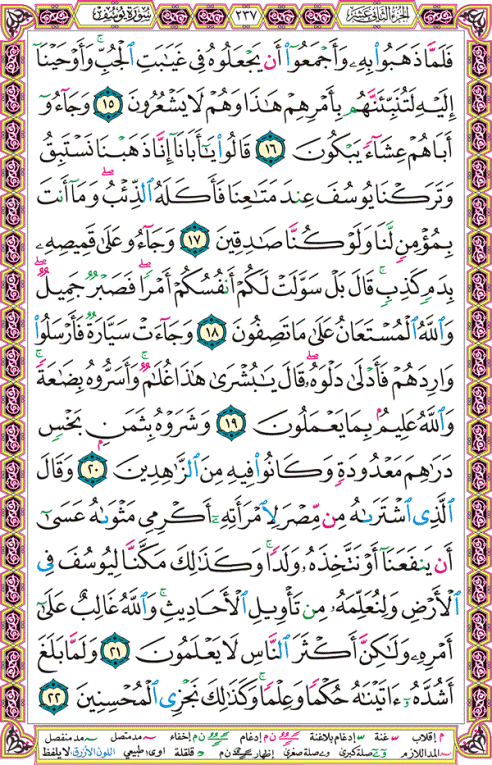 سورة يوسف ٢٣٧ الجزء الثاني عشر
فَلَمَّا ذَهَبُوا۟ بِهِۦ وَأَجْمَعُوٓا۟ أَن يَجْعَلُوهُ فِى غَيَٰبَتِ ٱلْجُبِّ ۚ وَأَوْحَيْنَآ
إِلَيْهِ لَتُنَبِّئَنَّهُم بِأَمْرِهِمْ هَٰذَا وَهُمْ لَا يَشْعُرُونَ ١٥ وَجَآءُوٓ
أَبَاهُمْ عِشَآءً يَبْكُونَ ١٦ قَالُوا۟ يَٰٓأَبَانَآ إِنَّا ذَهَبْنَا نَسْتَبِقُ
وَتَرَكْنَا يُوسُفَ عِندَ مَتَٰعِنَا فَأَكَلَهُ ٱلذِّئْبُ ۖ وَمَآ أَنتَ
بِمُؤْمِنٍ لَّنَا وَلَوْ كُنَّا صَٰدِقِينَ ١٧ وَجَآءُو عَلَىٰ قَمِيصِهِۦ
بِدَمٍ كَذِبٍ ۚ قَالَ بَلْ سَوَّلَتْ لَكُمْ أَنفُسُكُمْ أَمْرًا ۖ فَصَبْرٌ جَمِيلٌ ۖ
وَٱللَّهُ ٱلْمُسْتَعَانُ عَلَىٰ مَا تَصِفُونَ ١٨ وَجَآءَتْ سَيَّارَةٌ فَأَرْسَلُوا۟
وَارِدَهُمْ فَأَدْلَىٰ دَلْوَهُۥ ۖ قَالَ يَٰبُشْرَىٰ هَٰذَا غُلَٰمٌ ۚ وَأَسَرُّوهُ بِضَٰعَةً ۚ
وَٱللَّهُ عَلِيمٌۢ بِمَا يَعْمَلُونَ ١٩ وَشَرَوْهُ بِثَمَنٍۭ بَخْسٍ
دَرَٰهِمَ مَعْدُودَةٍ وَكَانُوا۟ فِيهِ مِنَ ٱلزَّٰهِدِينَ ٢٠ وَقَالَ
ٱلَّذِى ٱشْتَرَىٰهُ مِن مِّصْرَ لِٱمْرَأَتِهِۦٓ أَكْرِمِى مَثْوَىٰهُ عَسَىٰٓ
أَن يَنفَعَنَآ أَوْ نَتَّخِذَهُۥ وَلَدًا ۚ وَكَذَٰلِكَ مَكَّنَّا لِيُوسُفَ فِى
ٱلْأَرْضِ وَلِنُعَلِّمَهُۥ مِن تَأْوِيلِ ٱلْأَحَادِيثِ ۚ وَٱللَّهُ غَالِبٌ عَلَىٰٓ
أَمْرِهِۦ وَلَٰكِنَّ أَكْثَرَ ٱلنَّاسِ لَا يَعْلَمُونَ ٢١ وَلَمَّا بَلَغَ
أَشُدَّهُۥٓ ءَاتَيْنَٰهُ حُكْمًا وَعِلْمًا ۚ وَكَذَٰلِكَ نَجْزِى ٱلْمُحْسِنِينَ ٢٢
م إقلاب س غنة إدغام بلاغنة ن م إدغام ن م إخفاء مد متصل مد منفصل
المد اللازم صلة كبرى صلة صغرى إظهار ن م قلقلة اوى: طبيعي اللون الأزرق: لا يلفظ